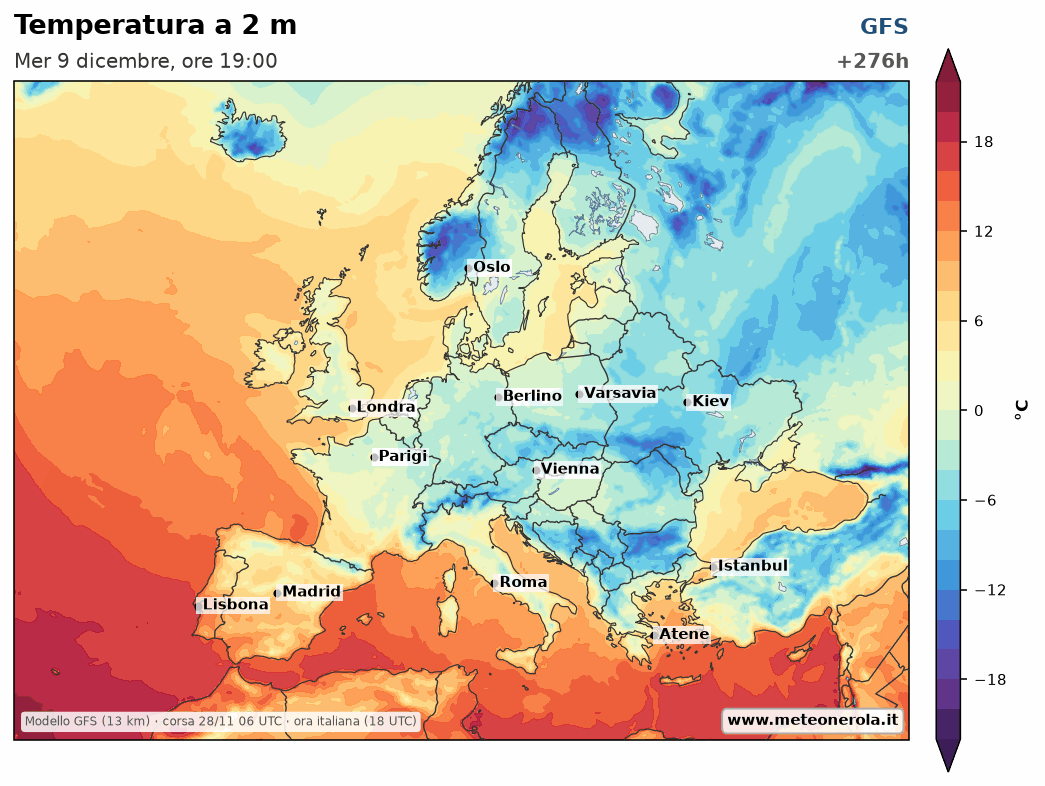 Temperatura a 2 m
GFS
Mer 9 dicembre, ore 19:00
+276h
18
12
6
0
−6
−12
−18
°C
Oslo
Londra
Berlino
Varsavia
Kiev
Parigi
Vienna
Istanbul
Roma
Madrid
Lisbona
Atene
Modello GFS (13 km) · corsa 28/11 06 UTC · ora italiana (18 UTC)
www.meteonerola.it